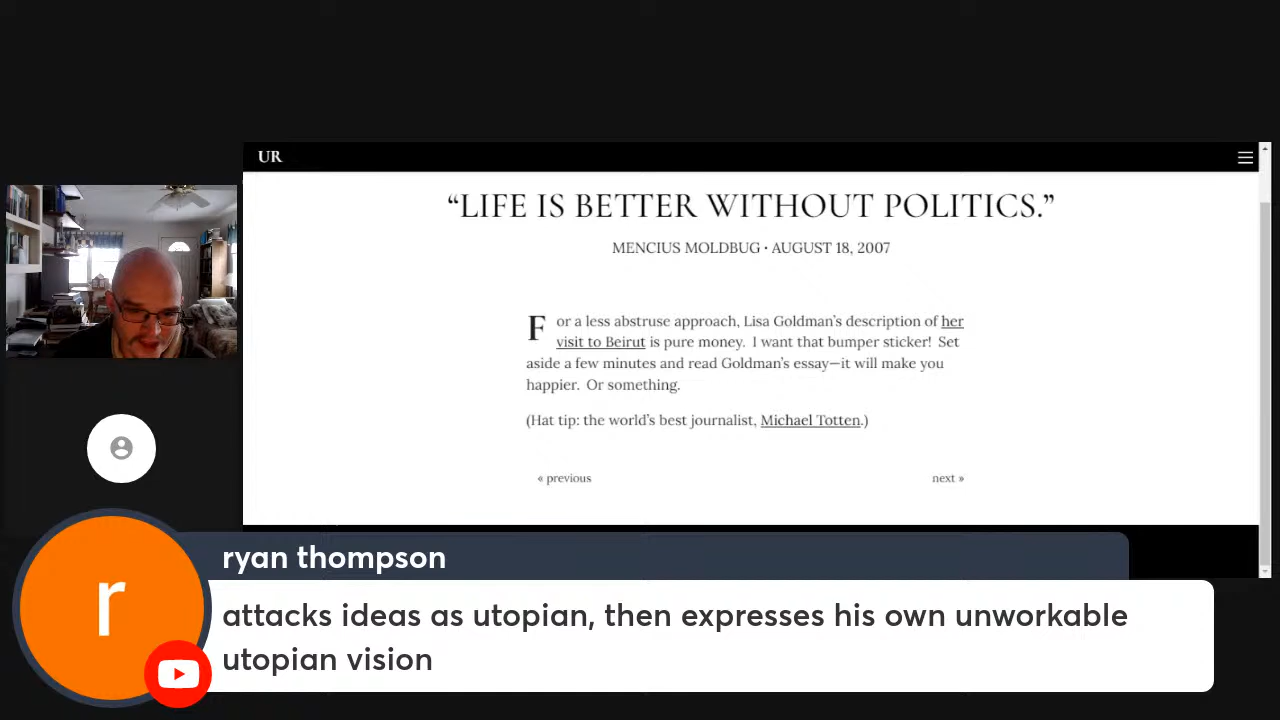 UR
“LIFE IS BETTER WITHOUT POLITICS.”
MENCIUS MOLDBUG • AUGUST 18, 2007
For a less abstruse approach, Lisa Goldman’s description of her
visit to Beirut is pure money. I want that bumper sticker! Set
aside a few minutes and read Goldman’s essay—it will make you
happier. Or something.
(Hat tip: the world’s best journalist, Michael Totten.)
« previous
next »
ryan thompson
r
attacks ideas as utopian, then expresses his own unworkable
utopian vision